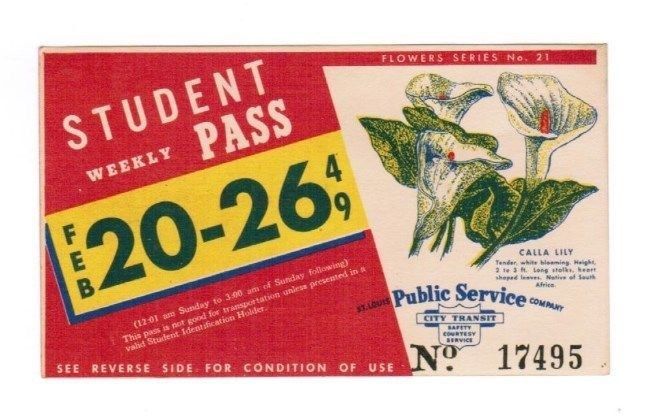 FLOWERS SERIES No. 21
STUDENT
WEEKLY PASS
FEB 20-26 49
(12:01 am Sunday to 3:00 am of Sunday following)
This pass is not good for transportation unless presented in a
valid Student Identification Holder.
CALLA LILY
Tender, white blooming. Height,
2 to 3 ft. Long stalks, heart
shaped leaves. Native of South
Africa.
ST. LOUIS Public Service COMPANY
CITY TRANSIT
SAFETY
COURTESY
SERVICE
SEE REVERSE SIDE FOR CONDITION OF USE
No. 17495